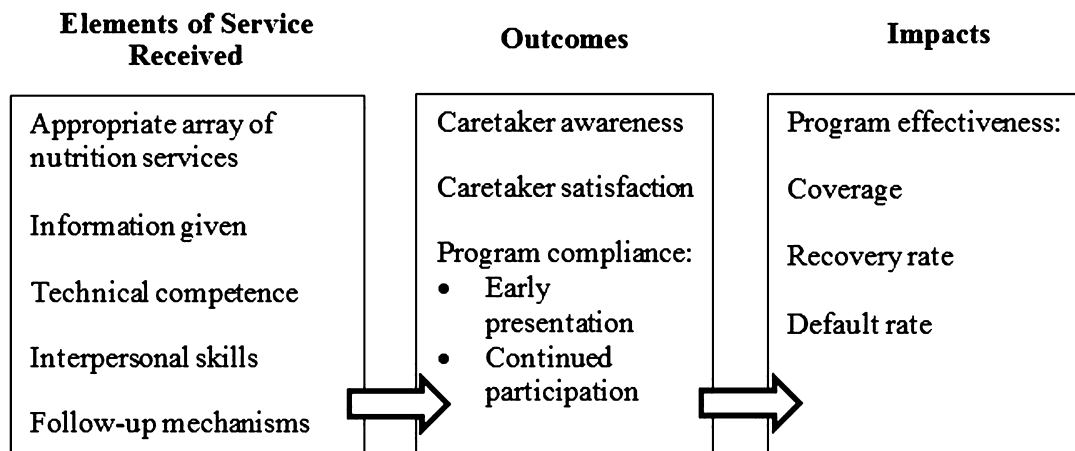 Elements of Service
Received
Appropriate array of
nutrition services
Information given
Technical competence
Interpersonal skills
Follow-up mechanisms
Outcomes
Caretaker awareness
Caretaker satisfaction
Program compliance:
• Early
presentation
• Continued
participation
Impacts
Program effectiveness:
Coverage
Recovery rate
Default rate